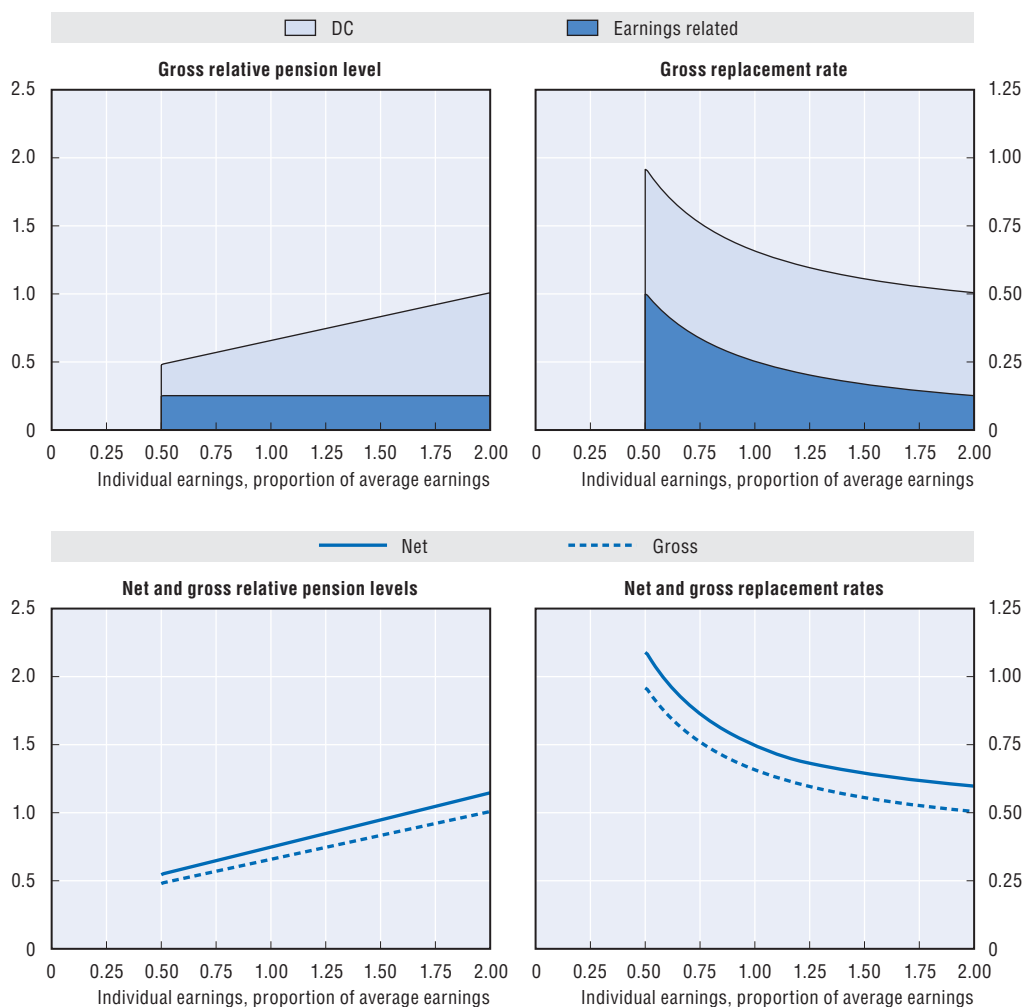 DC Earnings related
Gross relative pension level Gross replacement rate
2.5 1.25
2.0 1.00
1.5 0.75
1.0 0.50
0.5 0.25
0 0
0 0.25 0.50 0.75 1.00 1.25 1.50 1.75 2.00 0 0.25 0.50 0.75 1.00 1.25 1.50 1.75 2.00
Individual earnings, proportion of average earnings Individual earnings, proportion of average earnings
Net Gross
Net and gross relative pension levels Net and gross replacement rates
2.5 1.25
2.0 1.00
1.5 0.75
1.0 0.50
0.5 0.25
0 0
0 0.25 0.50 0.75 1.00 1.25 1.50 1.75 2.00 0 0.25 0.50 0.75 1.00 1.25 1.50 1.75 2.00
Individual earnings, proportion of average earnings Individual earnings, proportion of average earnings